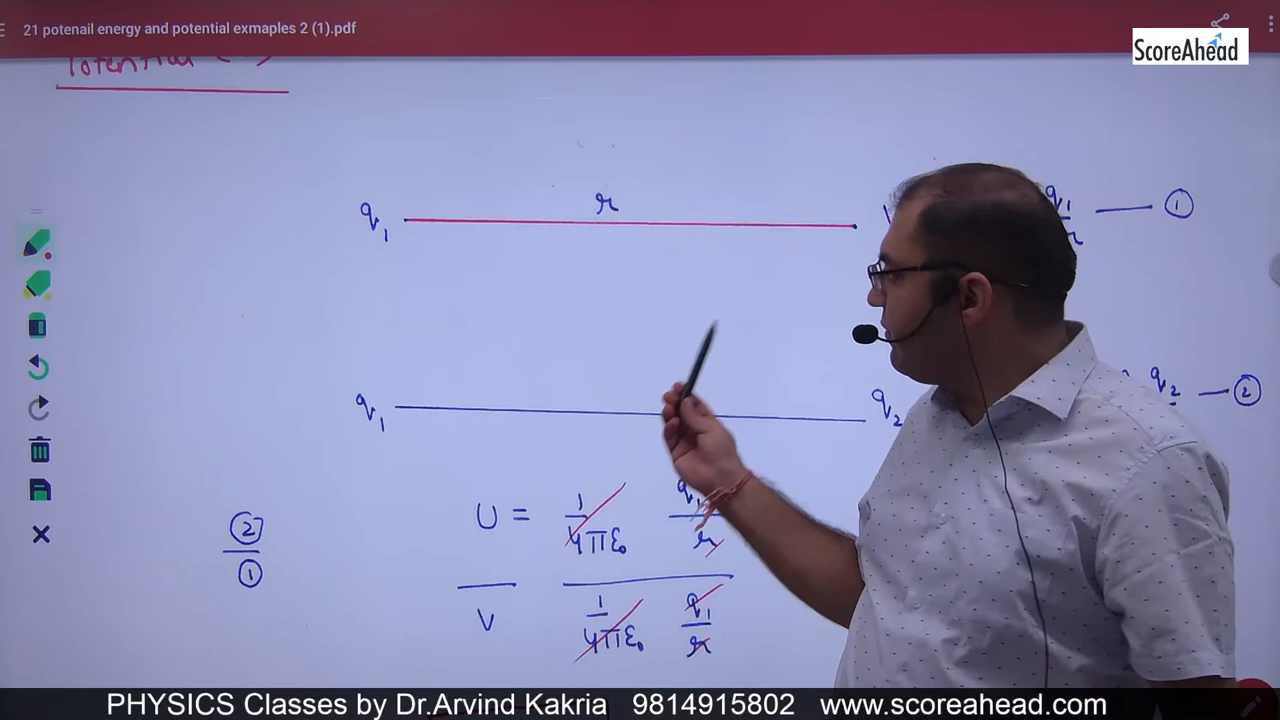 21 potenail energy and potential exmaples 2 (1).pdf
ScoreAhead
Potential
q₁ r q₁ ①
r
q₁ q₂ q₂ — ②
② U = 1 q₁
4πε₀ r
①
V 1 q₁
4πε₀ r
PHYSICS Classes by Dr.Arvind Kakria 9814915802 www.scoreahead.com